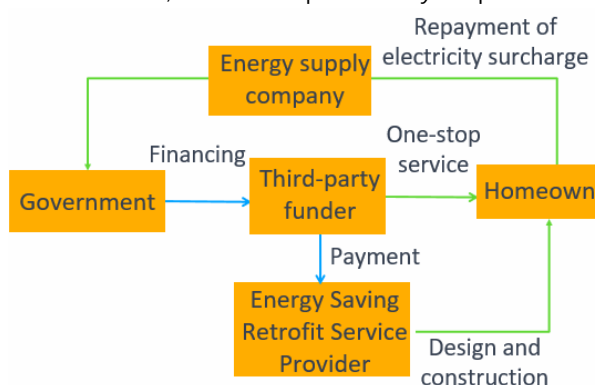 Repayment of
electricity surcharge
Energy supply
company
Financing
One-stop
service
Government
Third-party
funder
Homeown
Payment
Energy Saving
Retrofit Service
Provider
Design and
construction